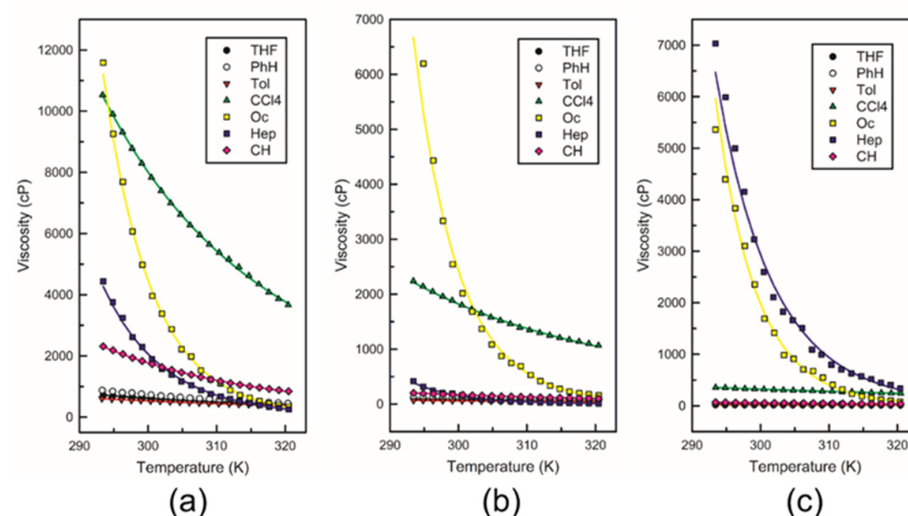 12000
10000
8000
6000
4000
2000
0
Viscosity (cP)
THF
PhH
Tol
CCl4
Oc
Hep
CH
290
300
310
320
Temperature (K)
(a)
7000
6000
5000
4000
3000
2000
1000
0
Viscosity (cP)
THF
PhH
Tol
CCl4
Oc
Hep
CH
290
300
310
320
Temperature (K)
(b)
7000
6000
5000
4000
3000
2000
1000
0
Viscosity (cP)
THF
PhH
Tol
CCl4
Oc
Hep
CH
290
300
310
320
Temperature (K)
(c)